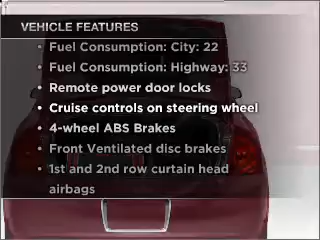 VEHICLE FEATURES
• Fuel Consumption: City: 22
• Fuel Consumption: Highway: 33
• Remote power door locks
• Cruise controls on steering wheel
• 4-wheel ABS Brakes
• Front Ventilated disc brakes
• 1st and 2nd row curtain head
airbags